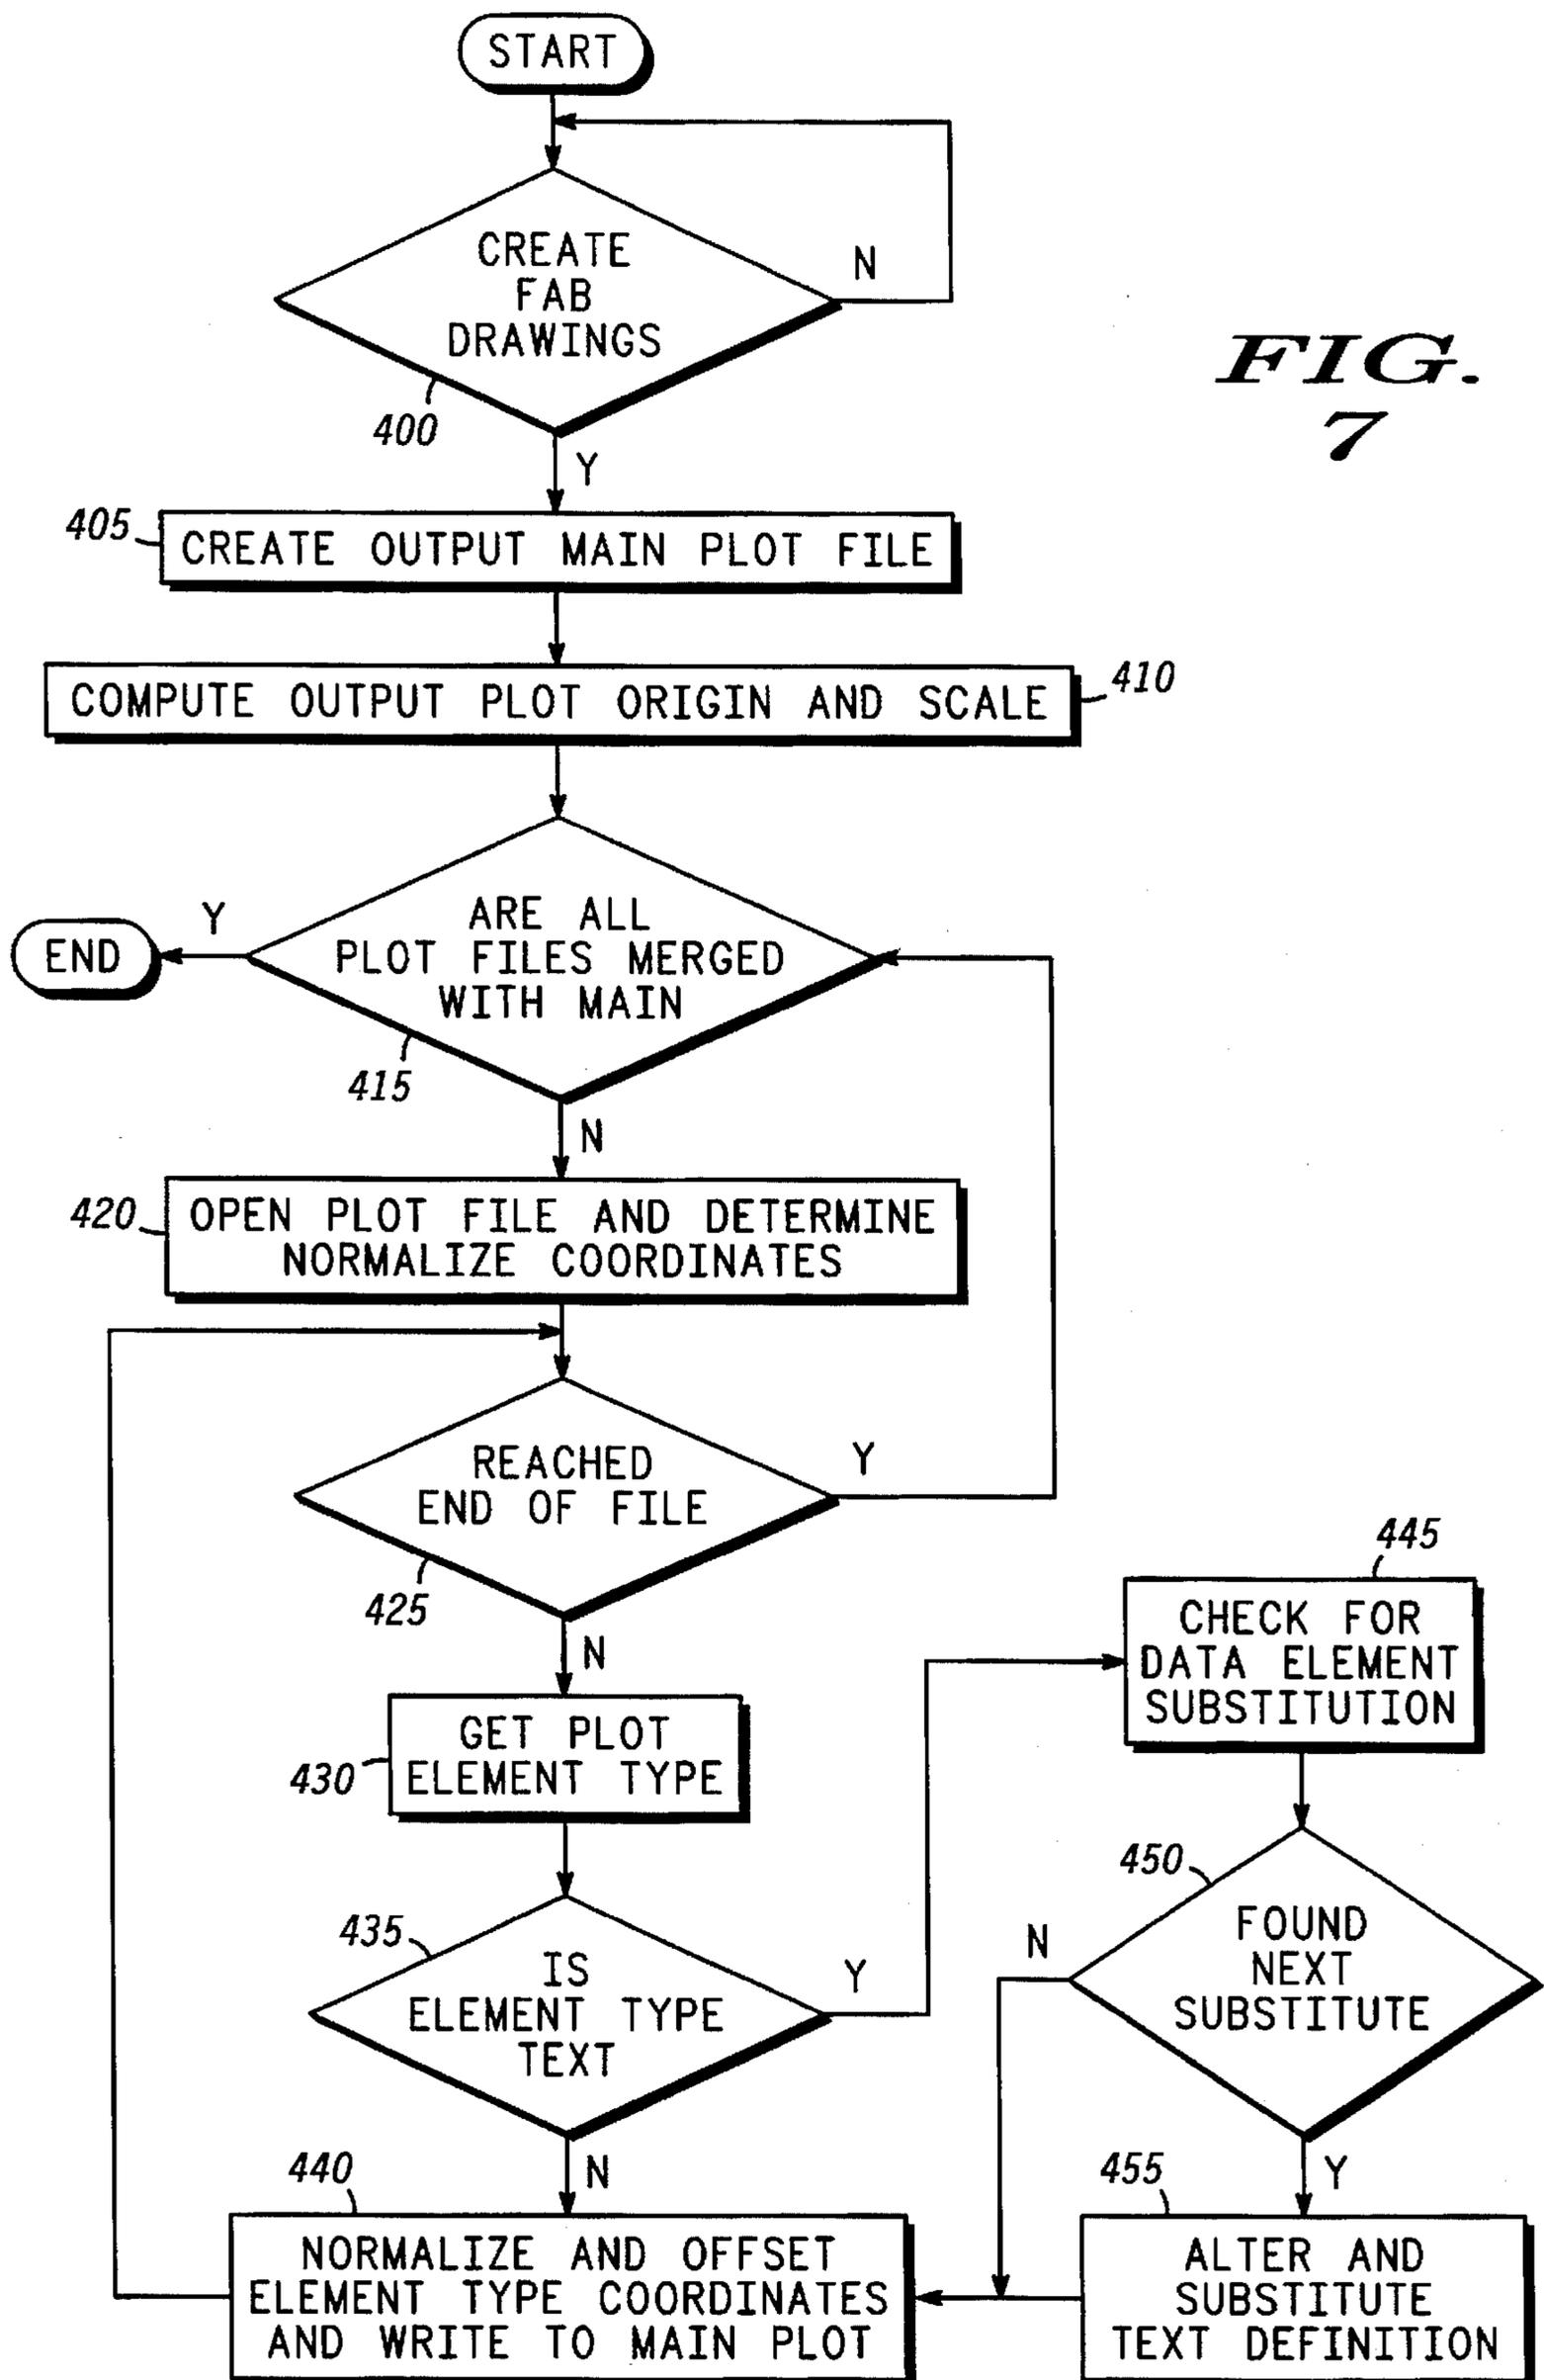 START
CREATE
FAB
DRAWINGS
N
400
FIG.
7
Y
405
CREATE OUTPUT MAIN PLOT FILE
COMPUTE OUTPUT PLOT ORIGIN AND SCALE
410
END
Y
ARE ALL
PLOT FILES MERGED
WITH MAIN
415
N
420
OPEN PLOT FILE AND DETERMINE
NORMALIZE COORDINATES
REACHED
END OF FILE
Y
425
N
430
GET PLOT
ELEMENT TYPE
435
IS
ELEMENT TYPE
TEXT
Y
N
440
NORMALIZE AND OFFSET
ELEMENT TYPE COORDINATES
AND WRITE TO MAIN PLOT
445
CHECK FOR
DATA ELEMENT
SUBSTITUTION
450
FOUND
NEXT
SUBSTITUTE
N
Y
455
ALTER AND
SUBSTITUTE
TEXT DEFINITION